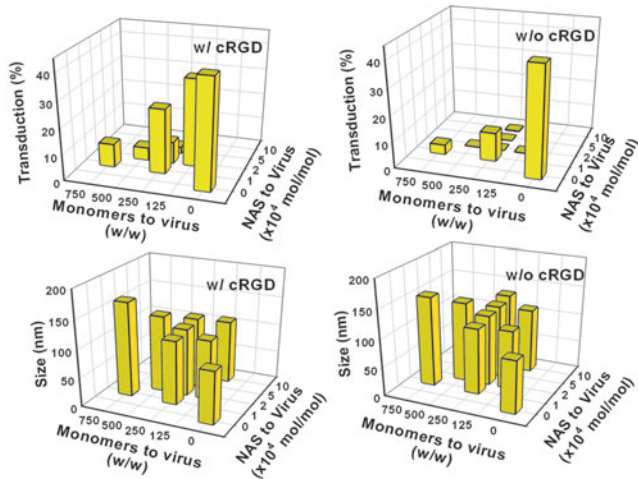 w/ cRGD
Transduction (%)
40
30
20
10
0
750 500 250 125 0
Monomers to virus
(w/w)
0 1 2 5 10
NAS to Virus
(x10⁴ mol/mol)
w/o cRGD
Transduction (%)
40
30
20
10
0
750 500 250 125 0
Monomers to virus
(w/w)
0 1 2 5 10
NAS to Virus
(x10⁴ mol/mol)
w/ cRGD
Size (nm)
200
150
100
50
0
750 500 250 125 0
Monomers to virus
(w/w)
0 1 2 5 10
NAS to Virus
(x10⁴ mol/mol)
w/o cRGD
Size (nm)
200
150
100
50
0
750 500 250 125 0
Monomers to virus
(w/w)
0 1 2 5 10
NAS to Virus
(x10⁴ mol/mol)